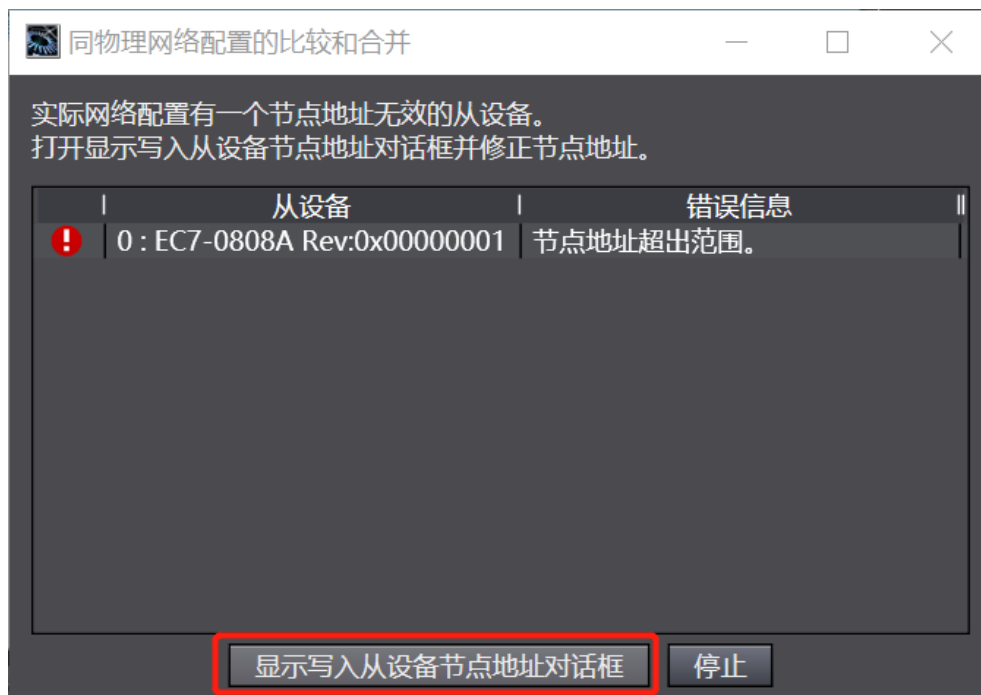 同物理网络配置的比较和合并
实际网络配置有一个节点地址无效的从设备。
打开显示写入从设备节点地址对话框并修正节点地址。
从设备 错误信息
0 : EC7-0808A Rev:0x00000001 节点地址超出范围。
显示写入从设备节点地址对话框 停止